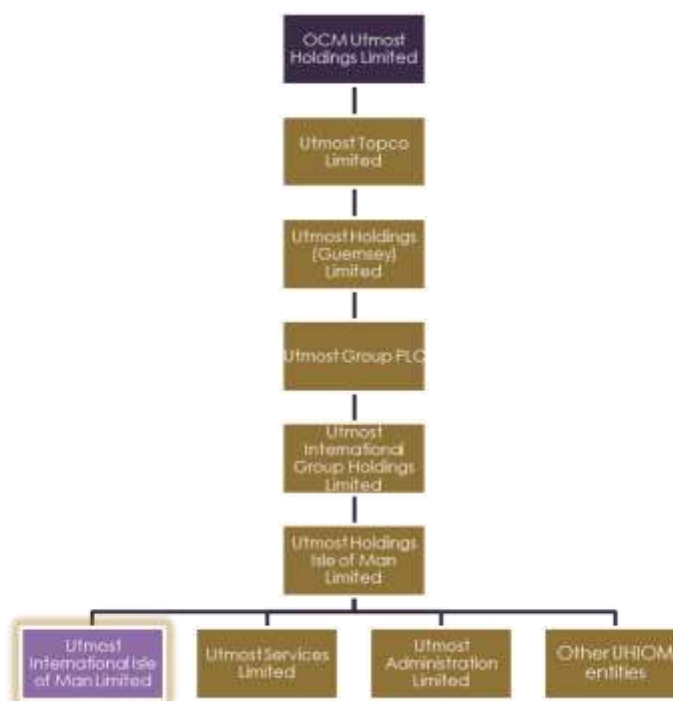 OCM Utmost
Holdings Limited
Utmost Topco
Limited
Utmost Holdings
(Guernsey)
Limited
Utmost Group PLC
Utmost
International
Group Holdings
Limited
Utmost Holdings
Isle of Man
Limited
Utmost
International Isle
of Man Limited
Utmost Services
Limited
Utmost
Administration
Limited
Other UHIOM
entities